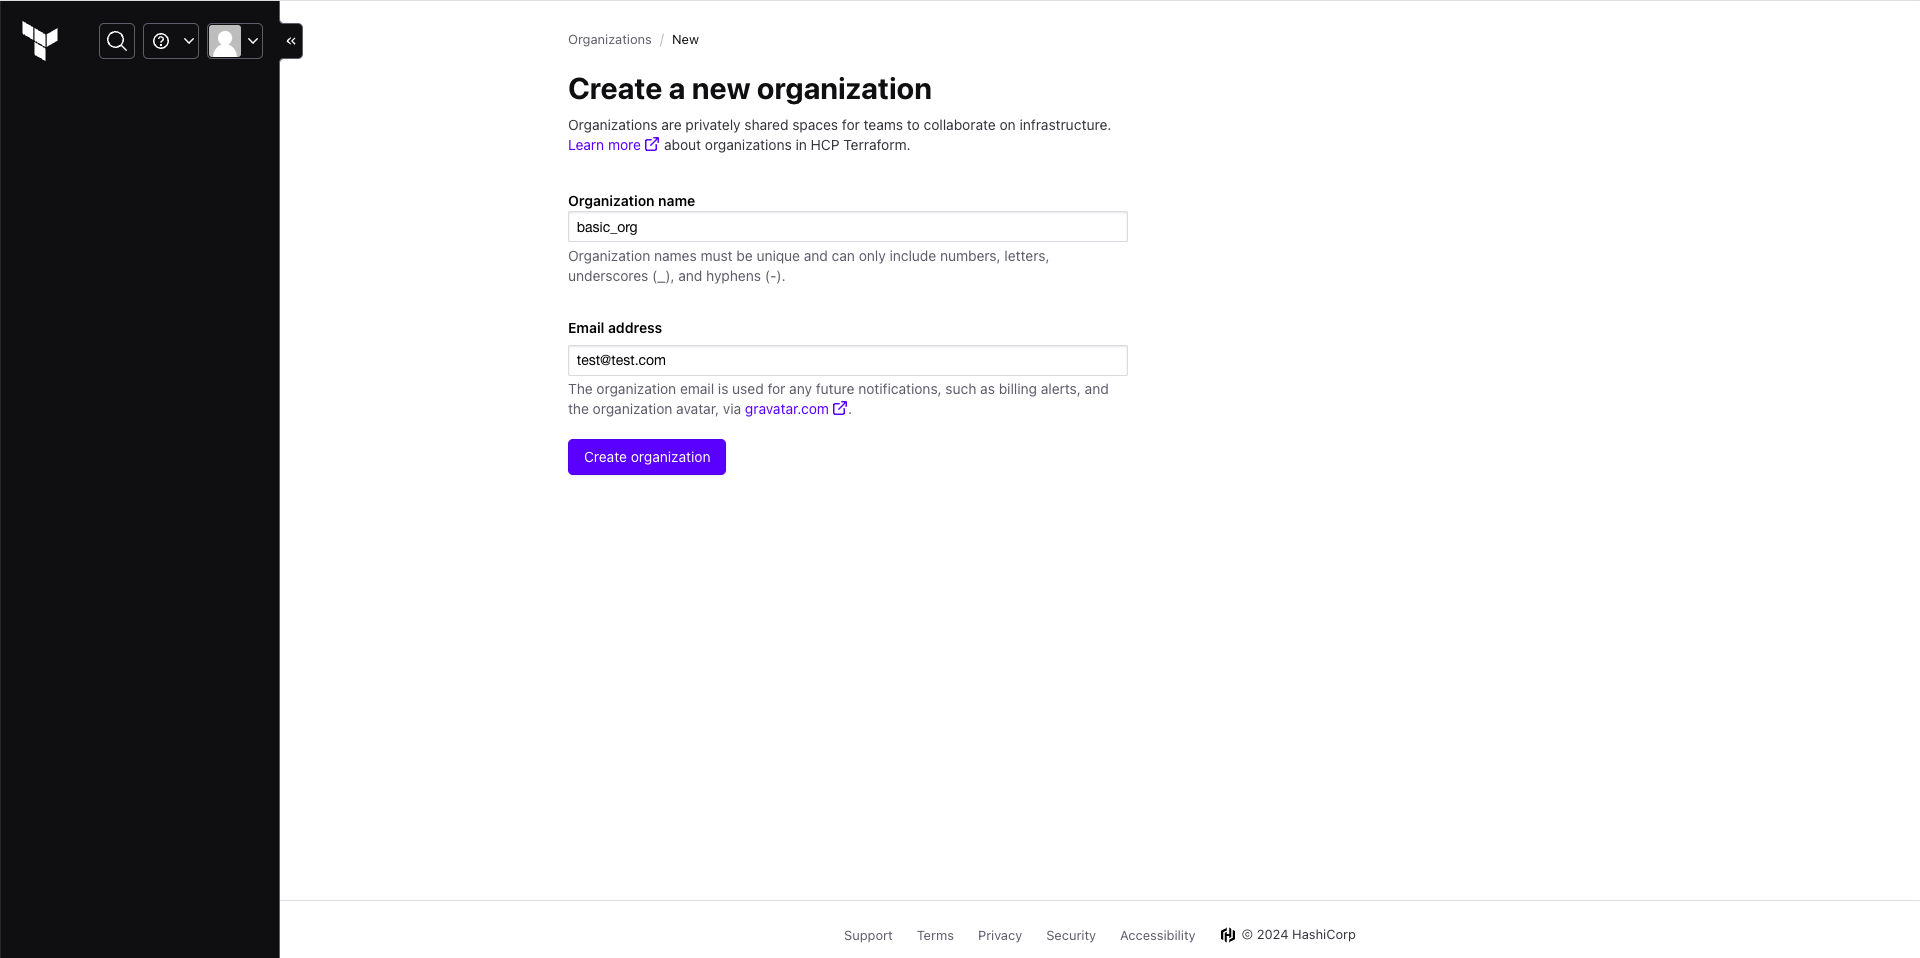 Organizations / New
Create a new organization
Organizations are privately shared spaces for teams to collaborate on infrastructure.
Learn more about organizations in HCP Terraform.
Organization name
basic_org
Organization names must be unique and can only include numbers, letters,
underscores (_), and hyphens (-).
Email address
test@test.com
The organization email is used for any future notifications, such as billing alerts, and
the organization avatar, via gravatar.com.
Create organization
Support Terms Privacy Security Accessibility © 2024 HashiCorp